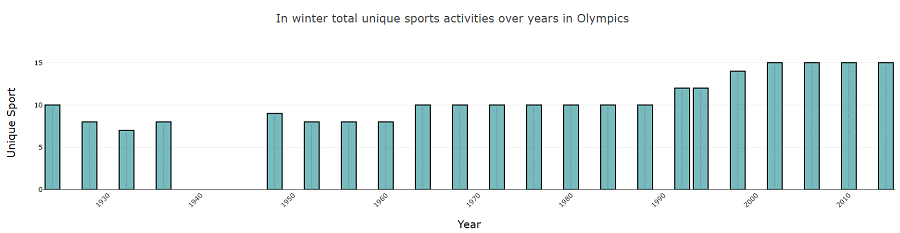 In winter total unique sports activities over years in Olympics
15
10
5
0
Unique Sport
1930 1940 1950 1960 1970 1980 1990 2000 2010
Year